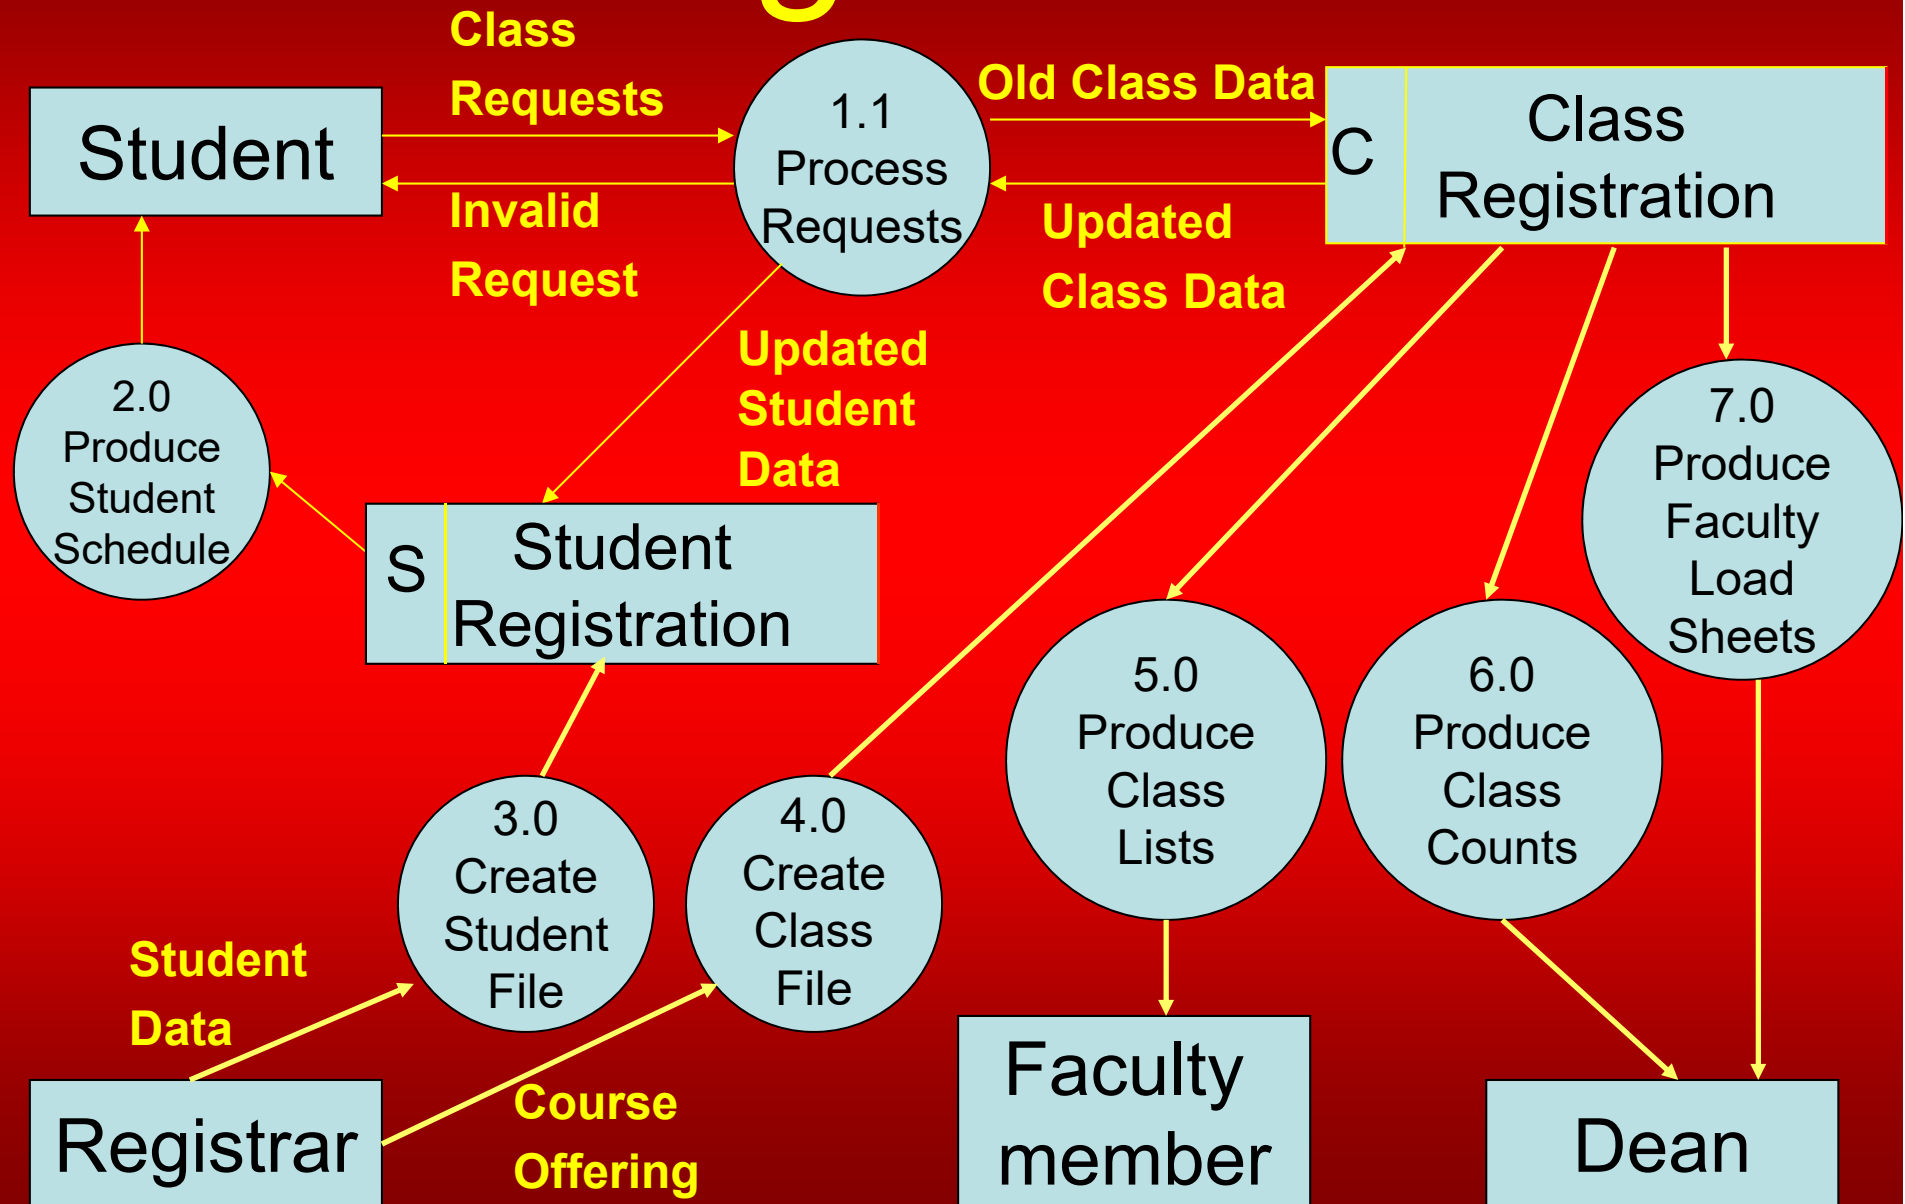 Class
Requests
Student
1.1
Process
Requests
Old Class Data
C
Class
Registration
Invalid
Request
Updated
Class Data
Updated
Student
Data
2.0
Produce
Student
Schedule
S
Student
Registration
7.0
Produce
Faculty
Load
Sheets
5.0
Produce
Class
Lists
6.0
Produce
Class
Counts
3.0
Create
Student
File
4.0
Create
Class
File
Student
Data
Registrar
Course
Offering
Faculty
member
Dean